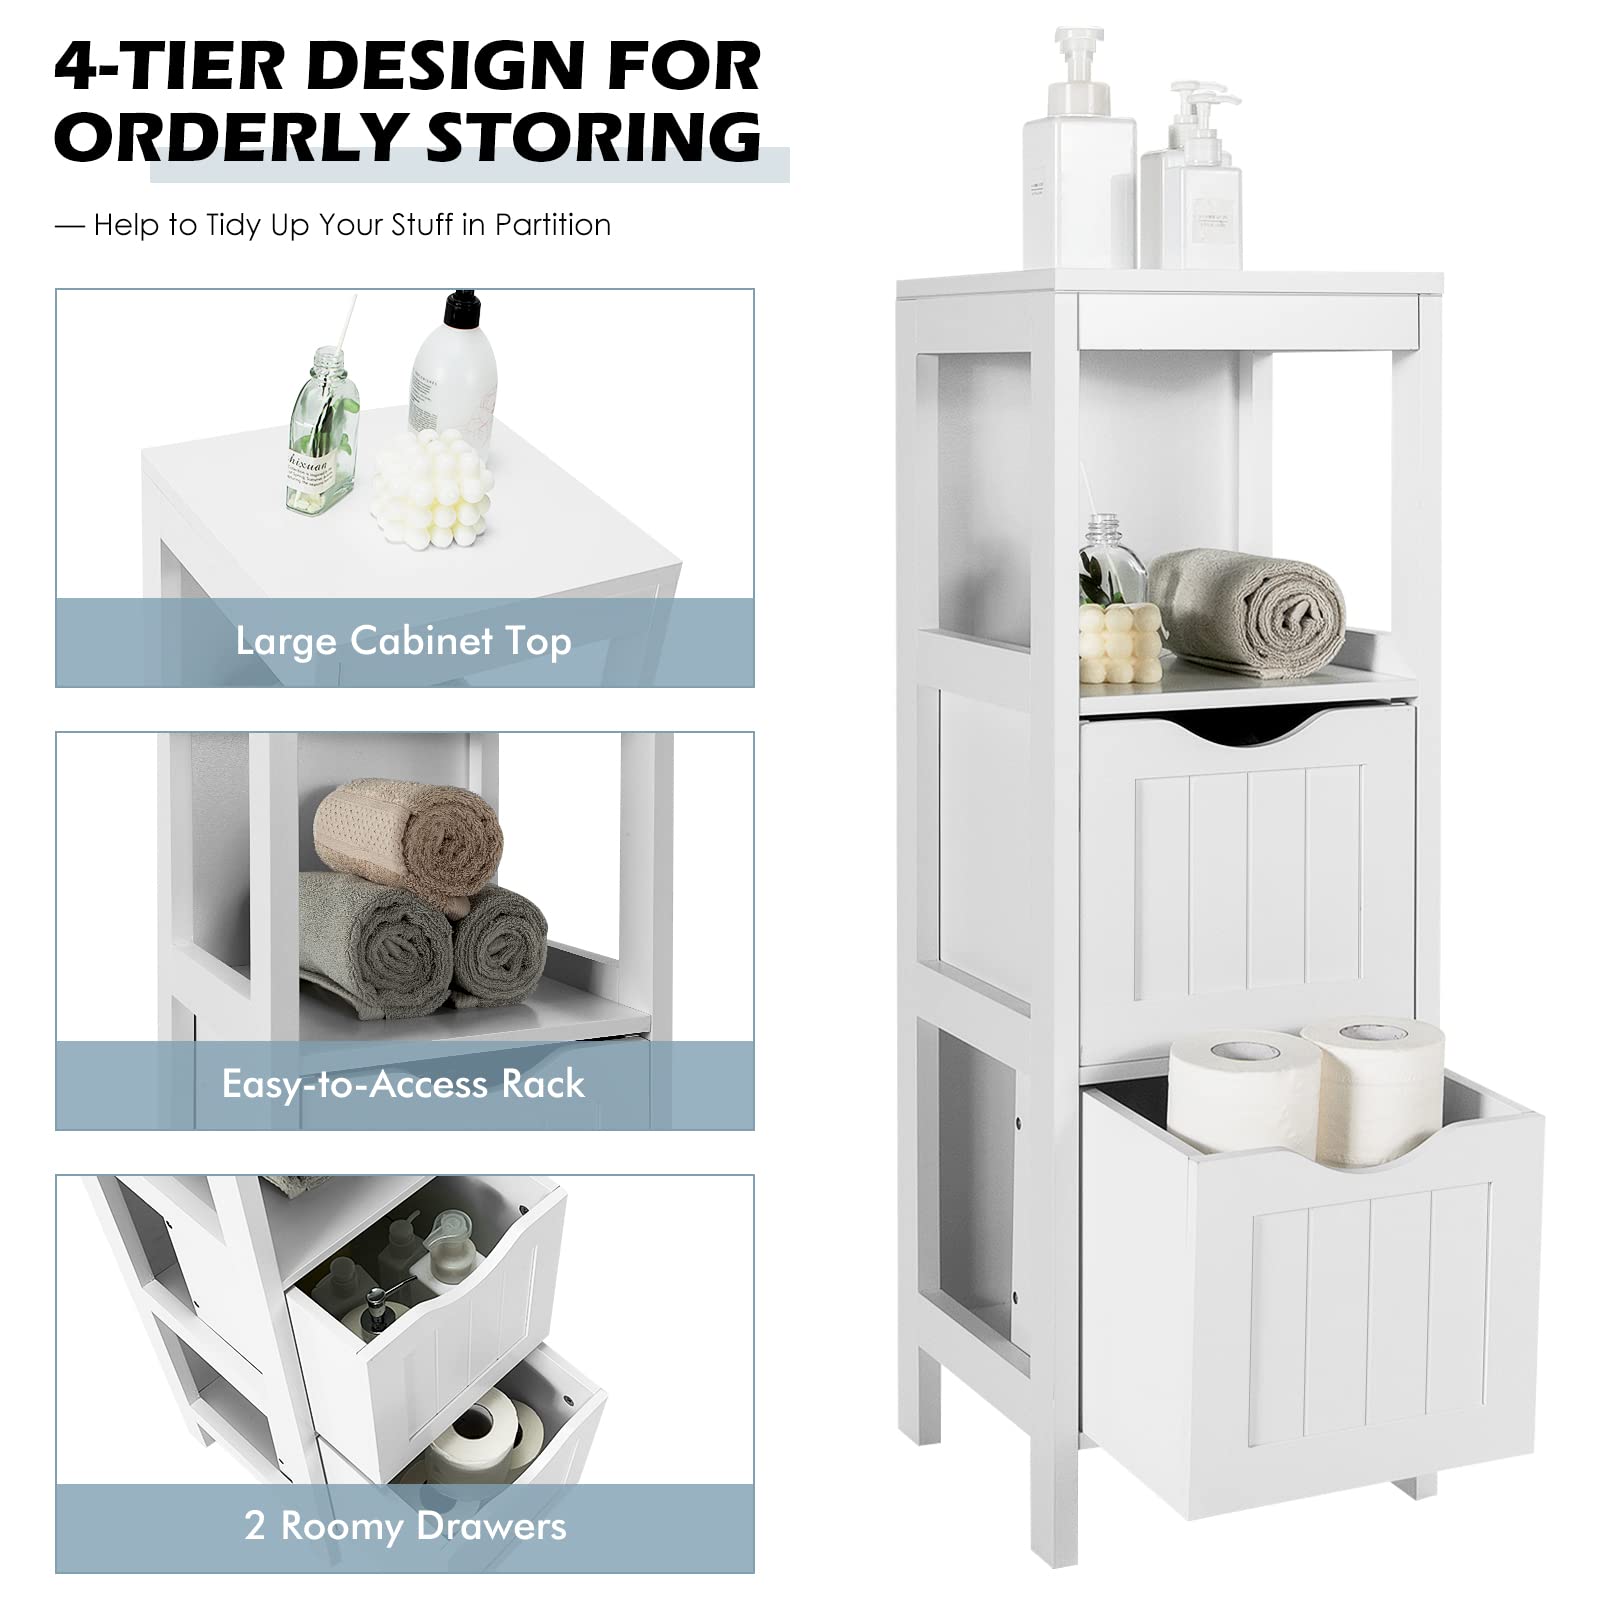 4-TIER DESIGN FOR
ORDERLY STORING
— Help to Tidy Up Your Stuff in Partition
Large Cabinet Top
Easy-to-Access Rack
2 Roomy Drawers